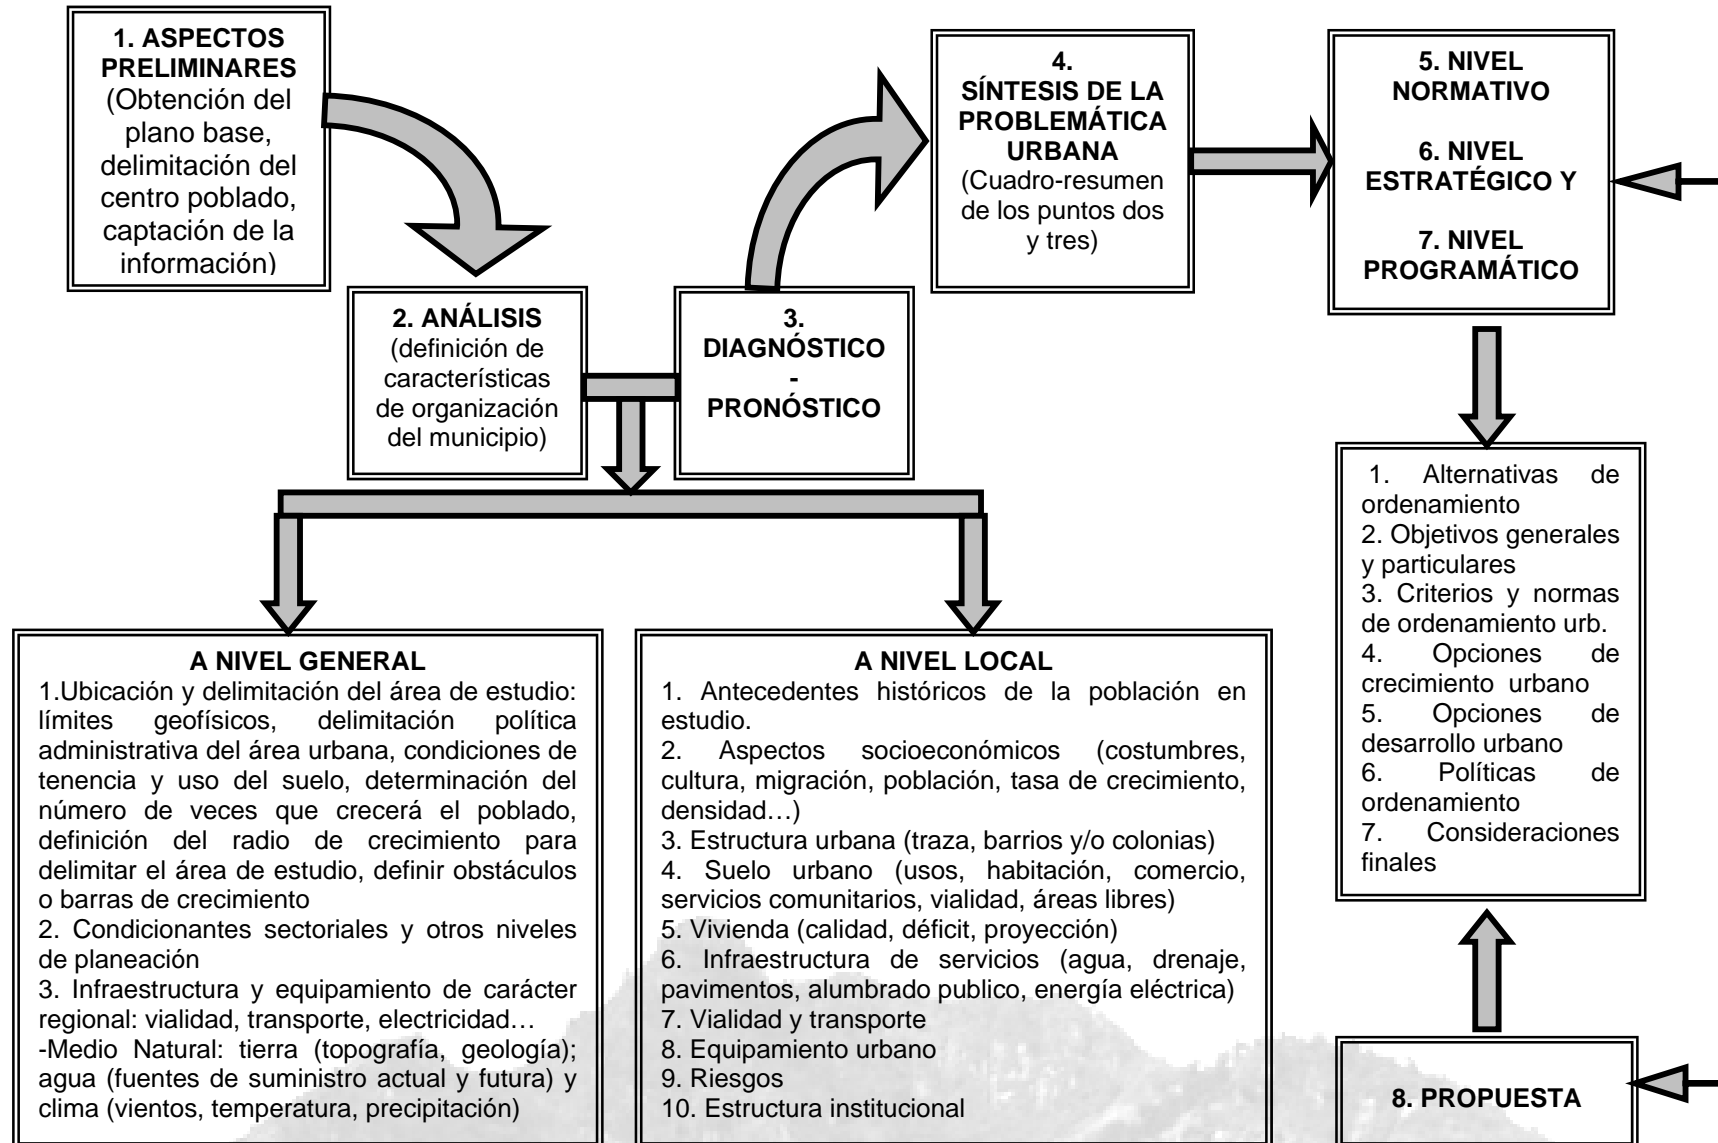 1. ASPECTOS
PRELIMINARES
(Obtención del
plano base,
delimitación del
centro poblado,
captación de la
información)
2. ANÁLISIS
(definición de
características
de organización
del municipio)
3.
DIAGNÓSTICO
-
PRONÓSTICO
4.
SÍNTESIS DE LA
PROBLEMÁTICA
URBANA
(Cuadro-resumen
de los puntos dos
y tres)
5. NIVEL
NORMATIVO
6. NIVEL
ESTRATÉGICO Y
7. NIVEL
PROGRAMÁTICO
1. Alternativas de
ordenamiento
2. Objetivos generales
y particulares
3. Criterios y normas
de ordenamiento urb.
4. Opciones de
crecimiento urbano
5. Opciones de
desarrollo urbano
6. Políticas de
ordenamiento
7. Consideraciones
finales
A NIVEL GENERAL
1.Ubicación y delimitación del área de estudio:
límites geofísicos, delimitación política
administrativa del área urbana, condiciones de
tenencia y uso del suelo, determinación del
número de veces que crecerá el poblado,
definición del radio de crecimiento para
delimitar el área de estudio, definir obstáculos
o barras de crecimiento
2. Condicionantes sectoriales y otros niveles
de planeación
3. Infraestructura y equipamiento de carácter
regional: vialidad, transporte, electricidad…
-Medio Natural: tierra (topografía, geología);
agua (fuentes de suministro actual y futura) y
clima (vientos, temperatura, precipitación)
A NIVEL LOCAL
1. Antecedentes históricos de la población en
estudio.
2. Aspectos socioeconómicos (costumbres,
cultura, migración, población, tasa de crecimiento,
densidad…)
3. Estructura urbana (traza, barrios y/o colonias)
4. Suelo urbano (usos, habitación, comercio,
servicios comunitarios, vialidad, áreas libres)
5. Vivienda (calidad, déficit, proyección)
6. Infraestructura de servicios (agua, drenaje,
pavimentos, alumbrado publico, energía eléctrica)
7. Vialidad y transporte
8. Equipamiento urbano
9. Riesgos
10. Estructura institucional
8. PROPUESTA